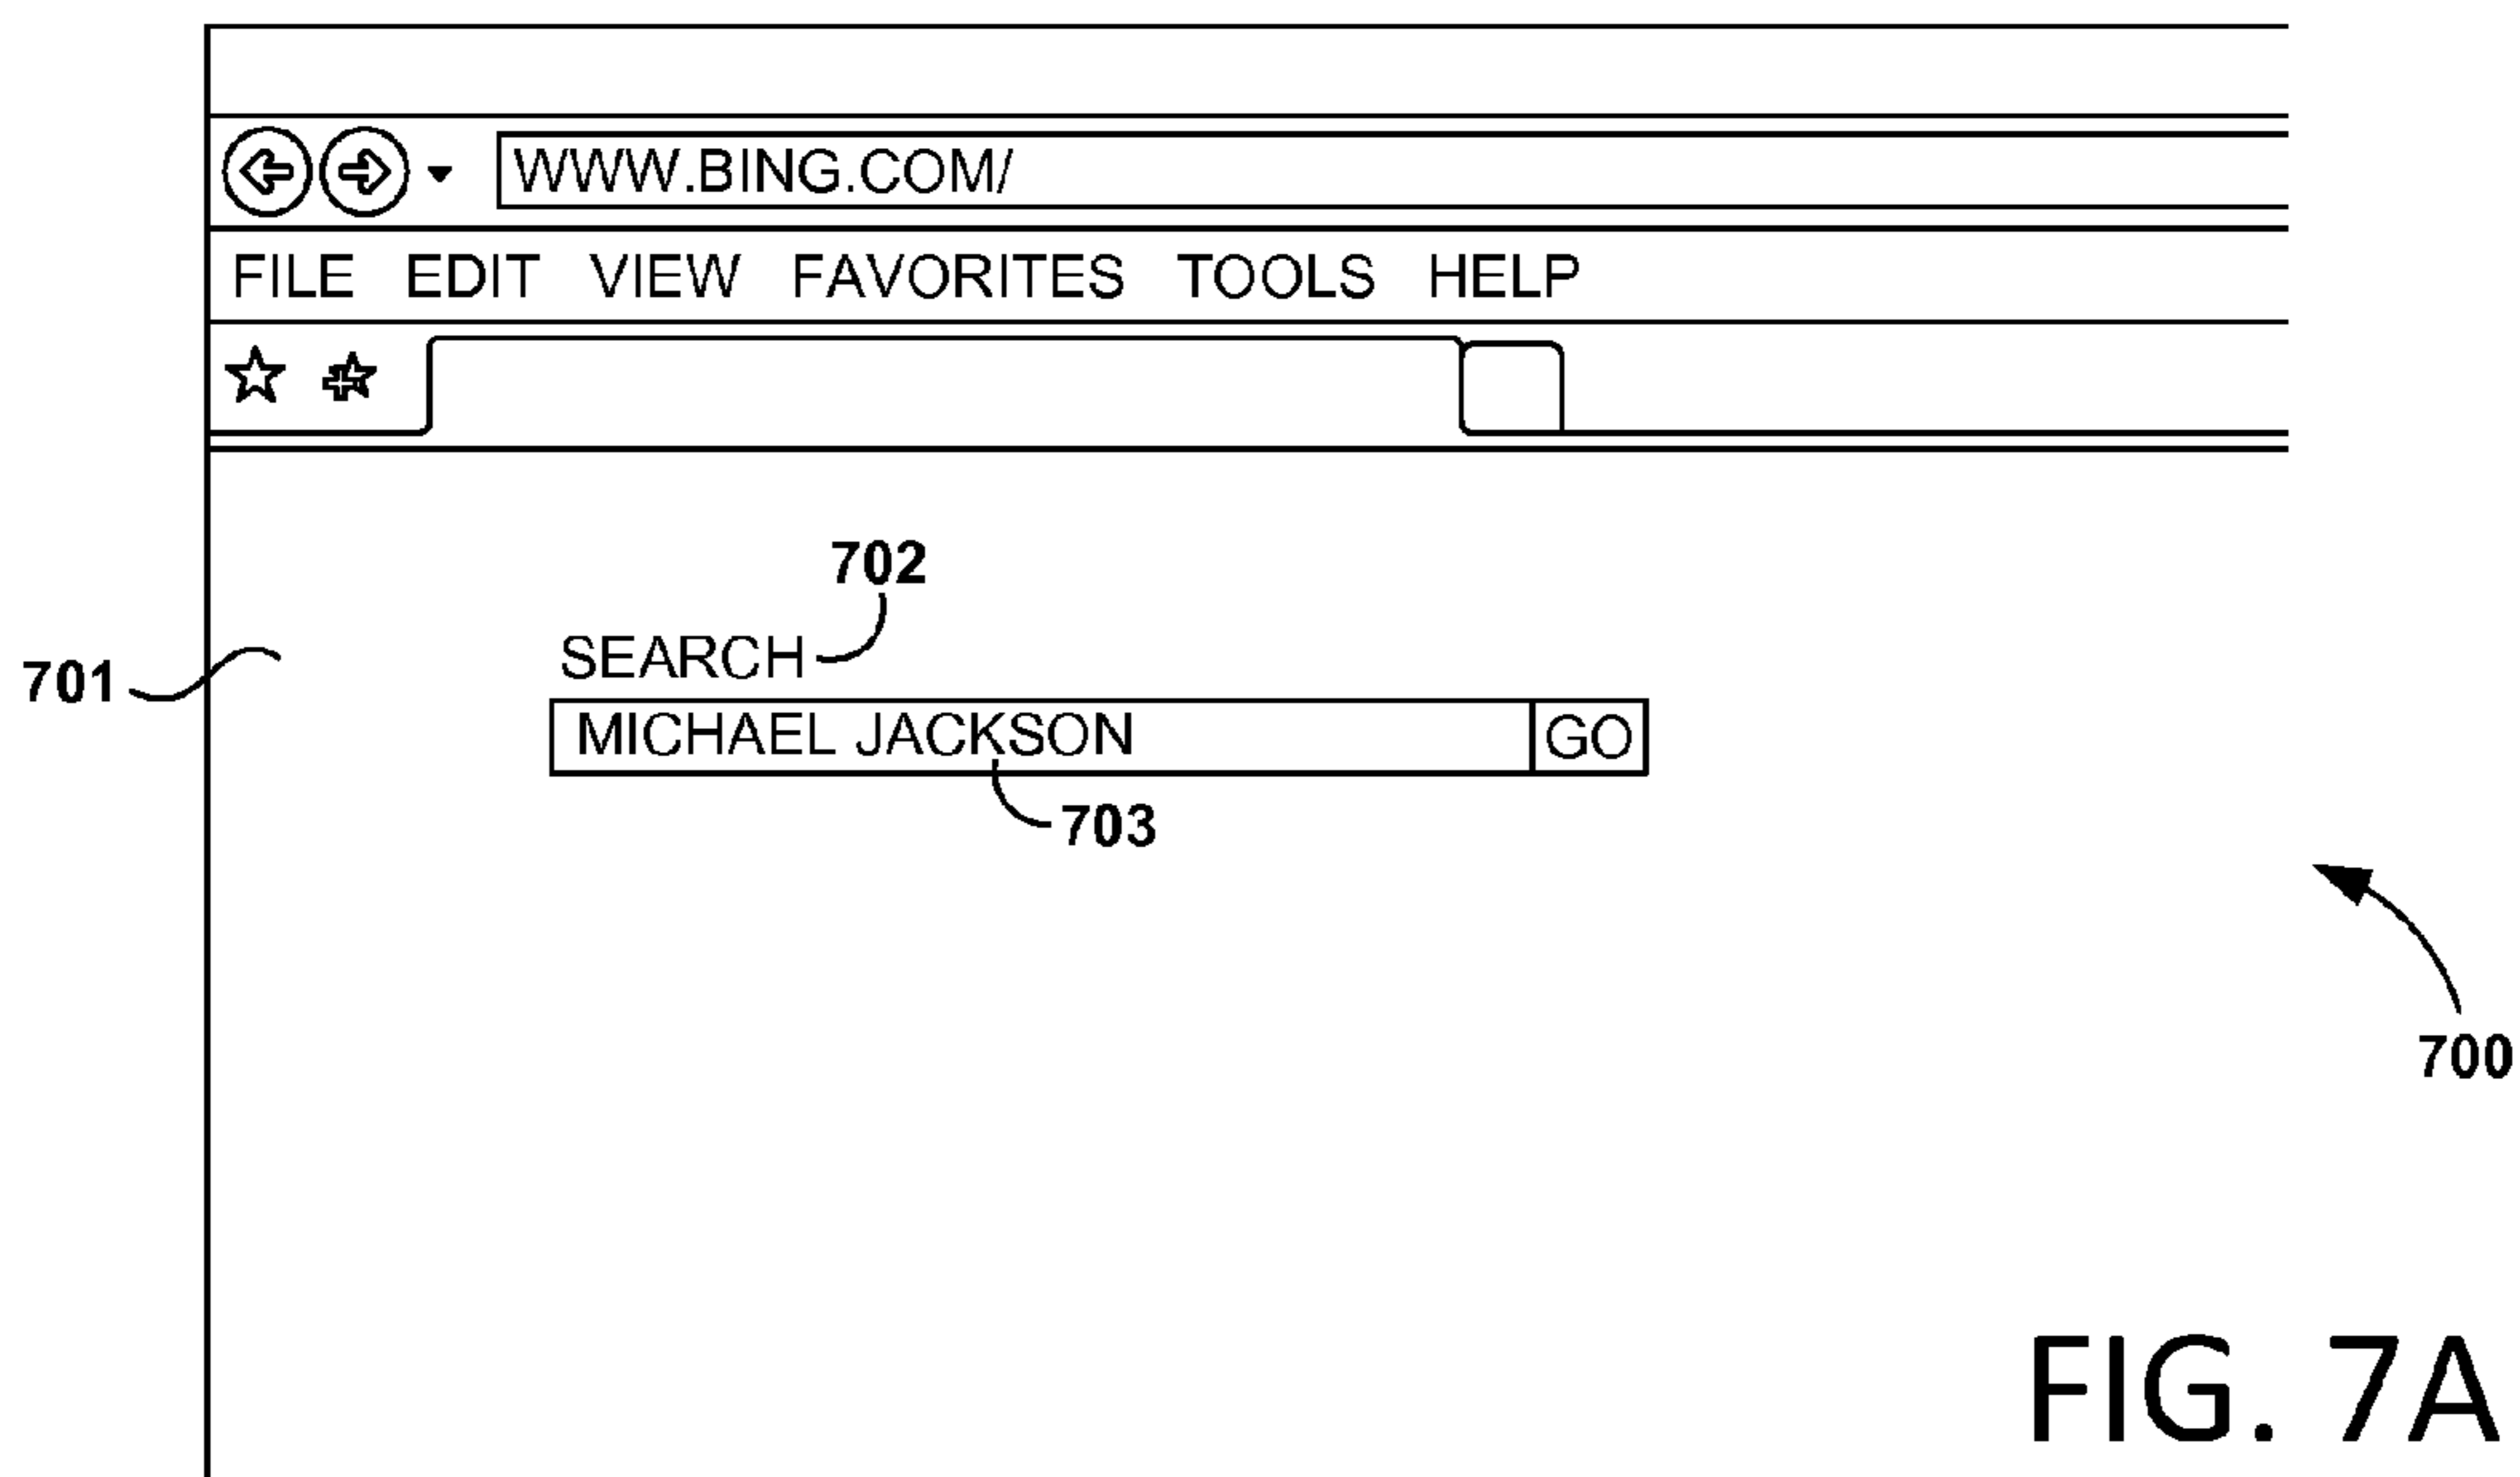 WWW.BING.COM/
FILE EDIT VIEW FAVORITES TOOLS HELP
702
SEARCH
701
MICHAEL JACKSON GO
703
700
FIG. 7A